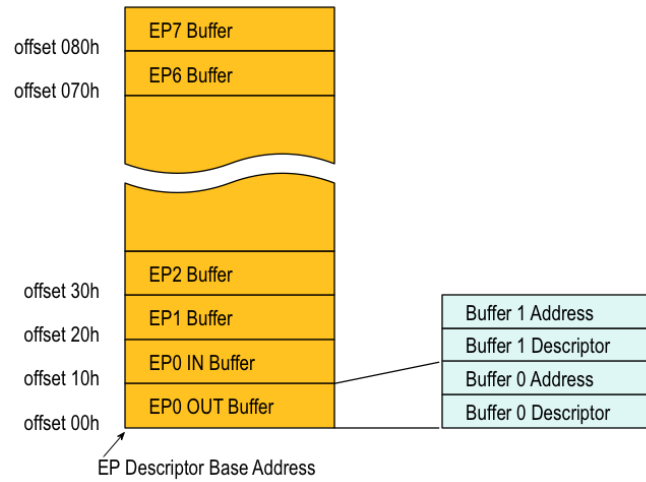 EP7 Buffer
offset 080h
EP6 Buffer
offset 070h
EP2 Buffer
offset 30h
EP1 Buffer
offset 20h
EP0 IN Buffer
offset 10h
EP0 OUT Buffer
offset 00h
EP Descriptor Base Address
Buffer 1 Address
Buffer 1 Descriptor
Buffer 0 Address
Buffer 0 Descriptor